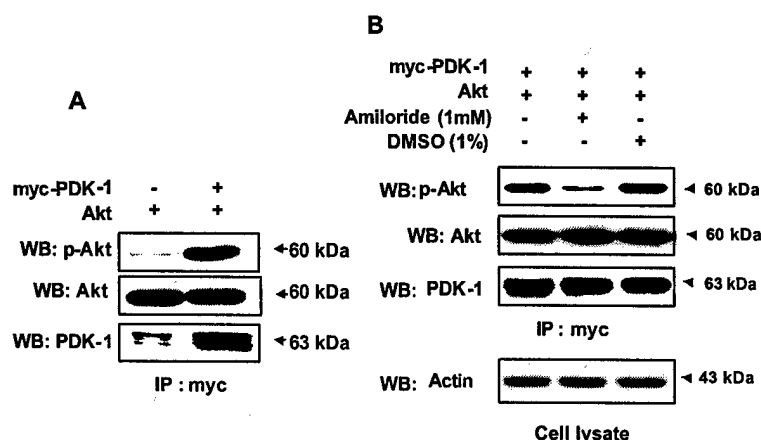 A
myc-PDK-1 - +
Akt + +
WB: p-Akt ←60 kDa
WB: Akt ←60 kDa
WB: PDK-1 ←63 kDa
IP : myc
B
myc-PDK-1 + + +
Akt + + +
Amiloride (1mM) - + -
DMSO (1%) - - +
WB: p-Akt ◄ 60 kDa
WB: Akt ◄ 60 kDa
WB: PDK-1 ◄ 63 kDa
IP : myc
WB: Actin ◄ 43 kDa
Cell lysate